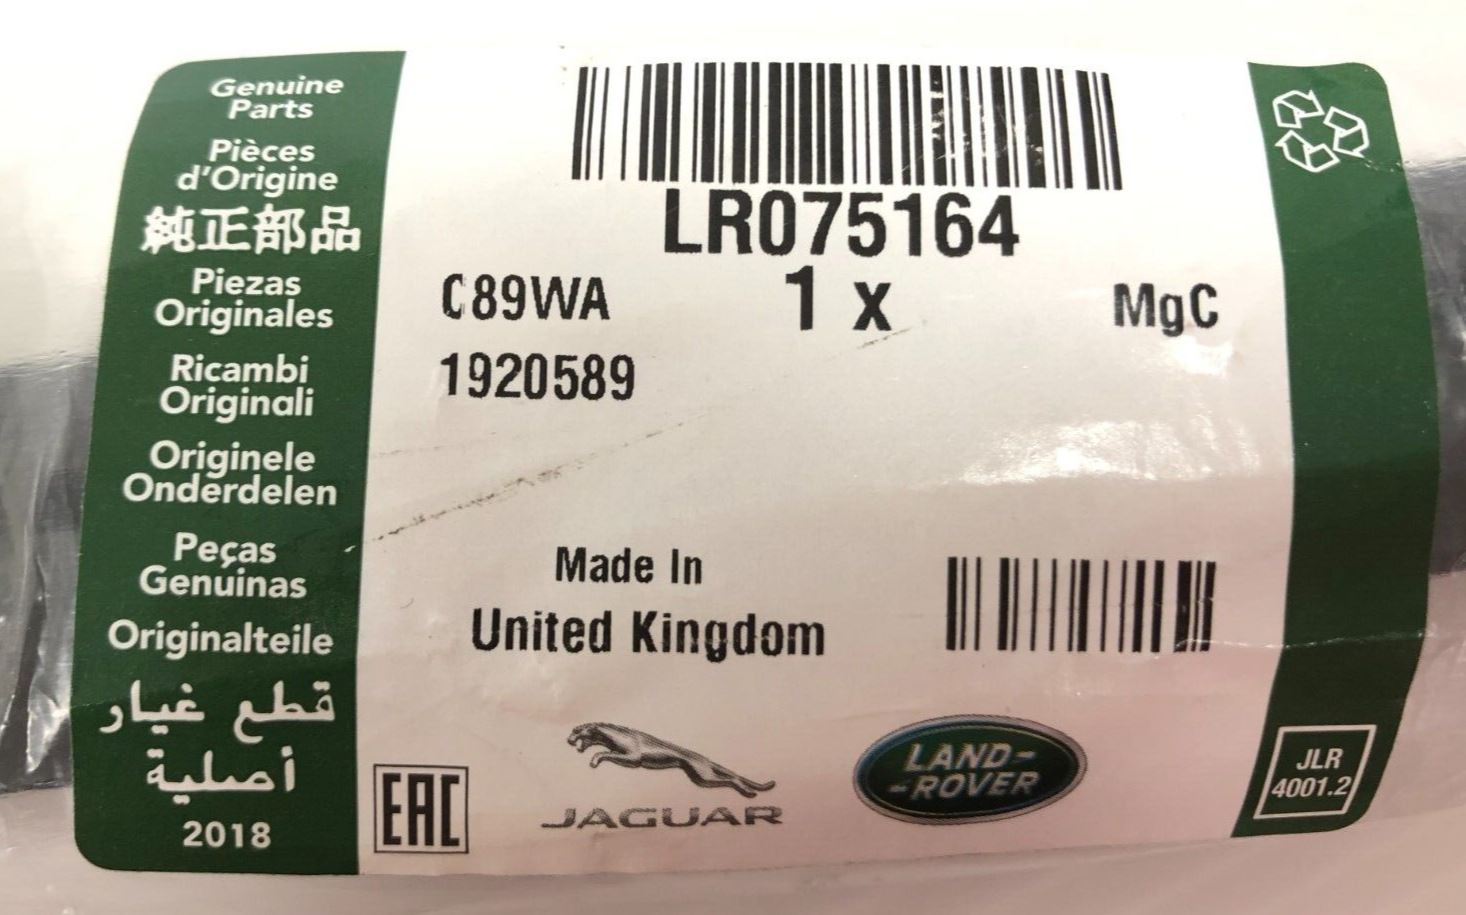 Genuine
Parts
Pièces
d'Origine
純正部品
Piezas
Originales
Ricambi
Originali
Originele
Onderdelen
Peças
Genuinas
Originalteile
قطع غيار
أصلية
2018
LR075164
C89WA 1 x MgC
1920589
Made In
United Kingdom
EAC
JAGUAR
LAND-
-ROVER
JLR
4001.2